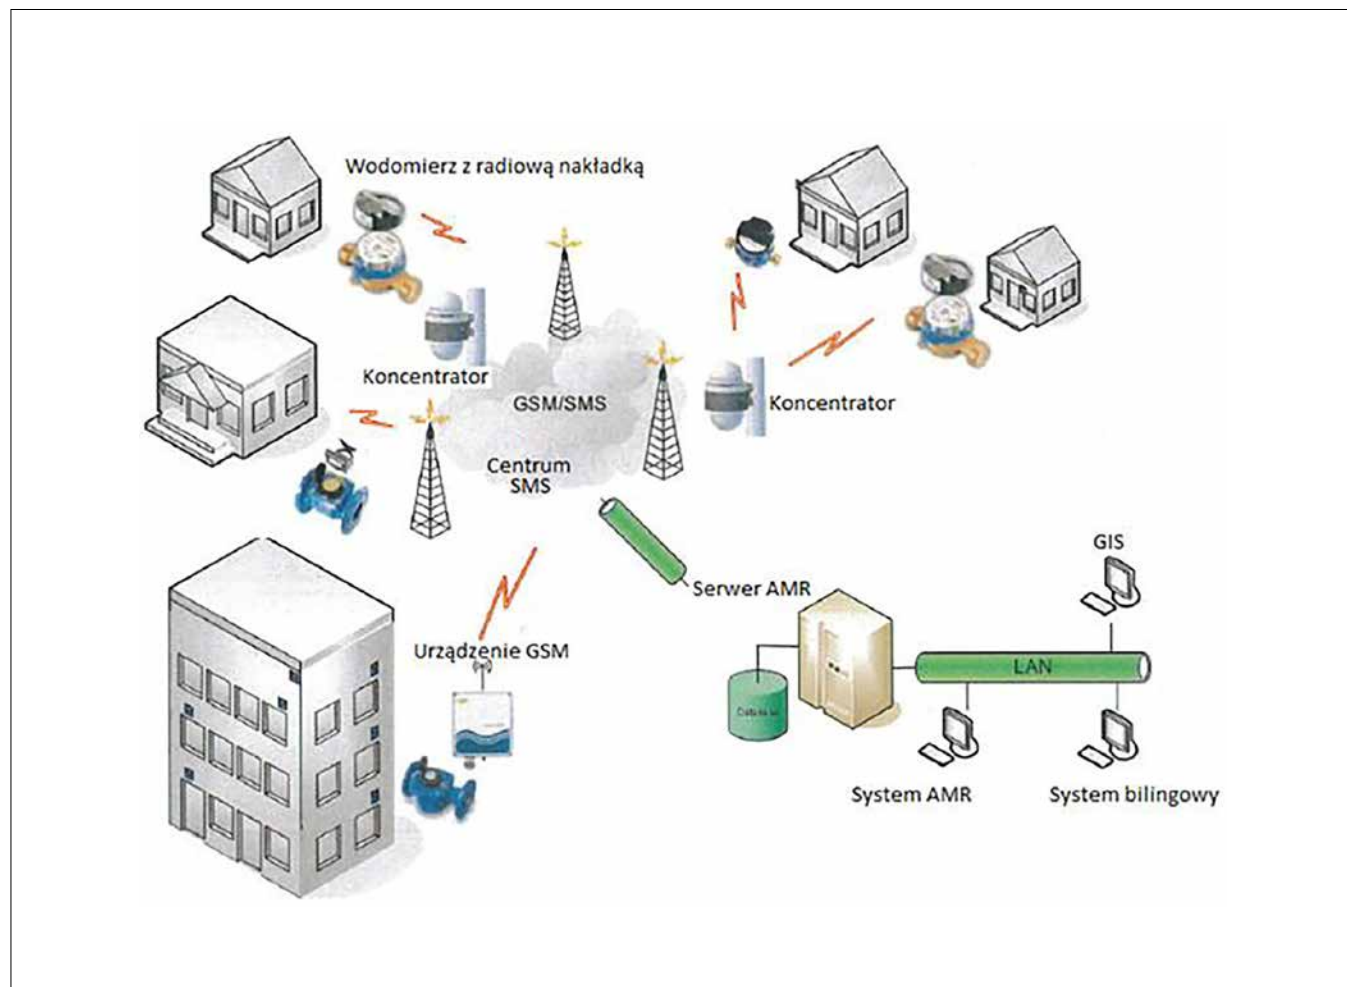 Wodomierz z radiową nakładką
Koncentrator
GSM/SMS
Koncentrator
Centrum
SMS
GIS
Serwer AMR
Urządzenie GSM
LAN
System AMR
System bilingowy